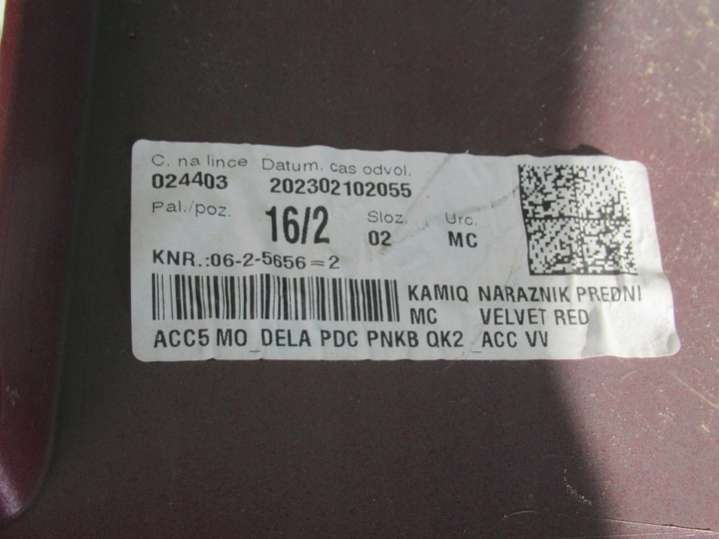 C. na lince Datum, cas odvol.
024403 202302102055
Pal./poz. 16/2 Sloz. 02 Urc. MC
KNR.:06-2-5656=2
KAMIQ NARAZNIK PREDNI
MC VELVET RED
ACC5 MO_DELA PDC PNKB QK2_ACC VV